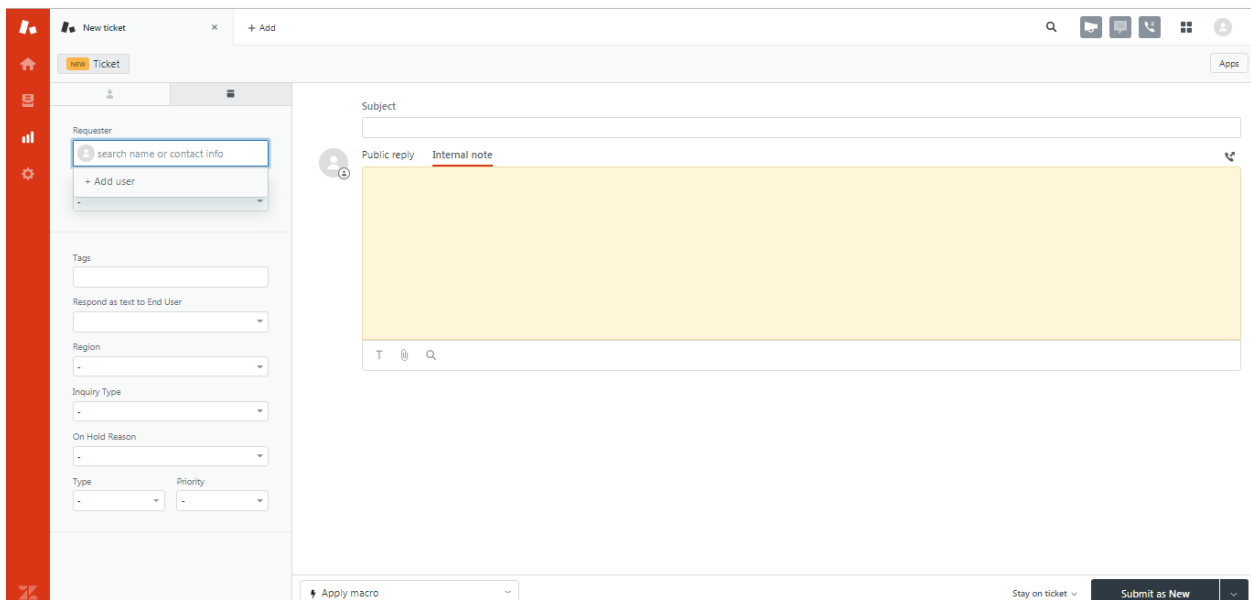 New ticket × + Add
NEW Ticket
Apps
Requester
search name or contact info
+ Add user
-
Tags
Respond as text to End User
Region
-
Inquiry Type
-
On Hold Reason
-
Type Priority
- -
Subject
Public reply Internal note
T
Apply macro
Stay on ticket
Submit as New